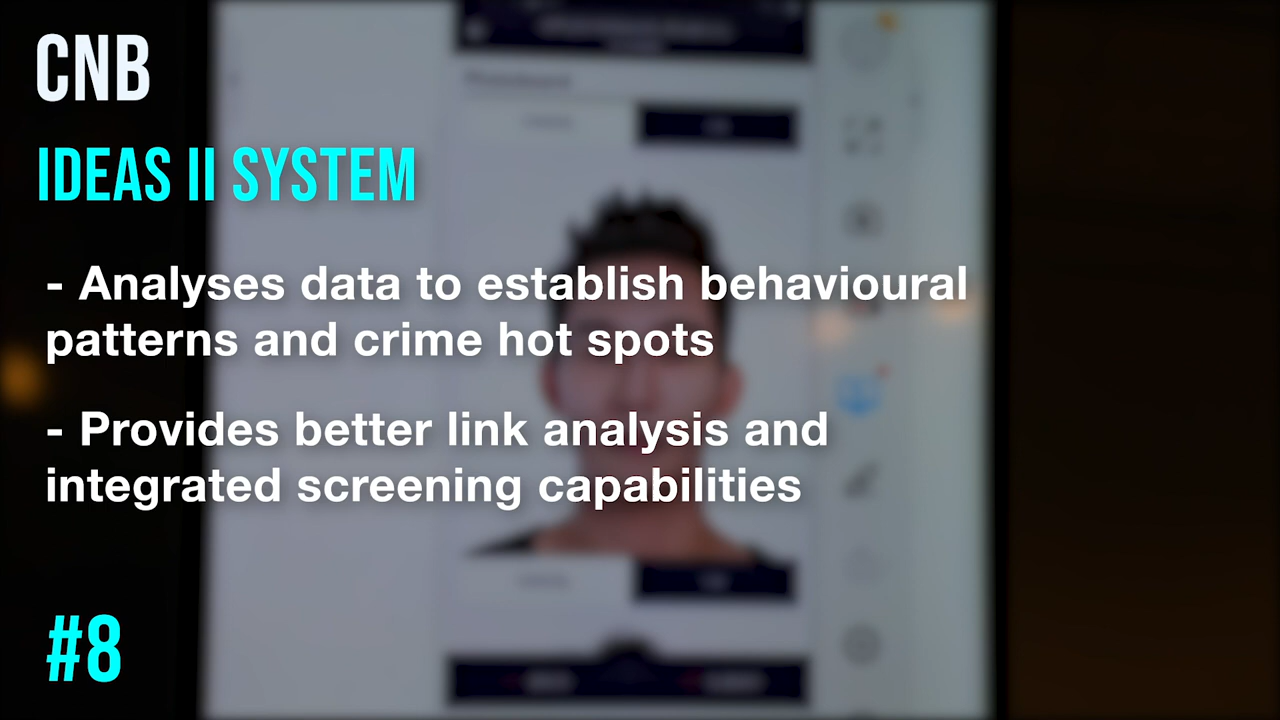 CNB
IDEAS II SYSTEM
- Analyses data to establish behavioural
patterns and crime hot spots
- Provides better link analysis and
integrated screening capabilities
#8